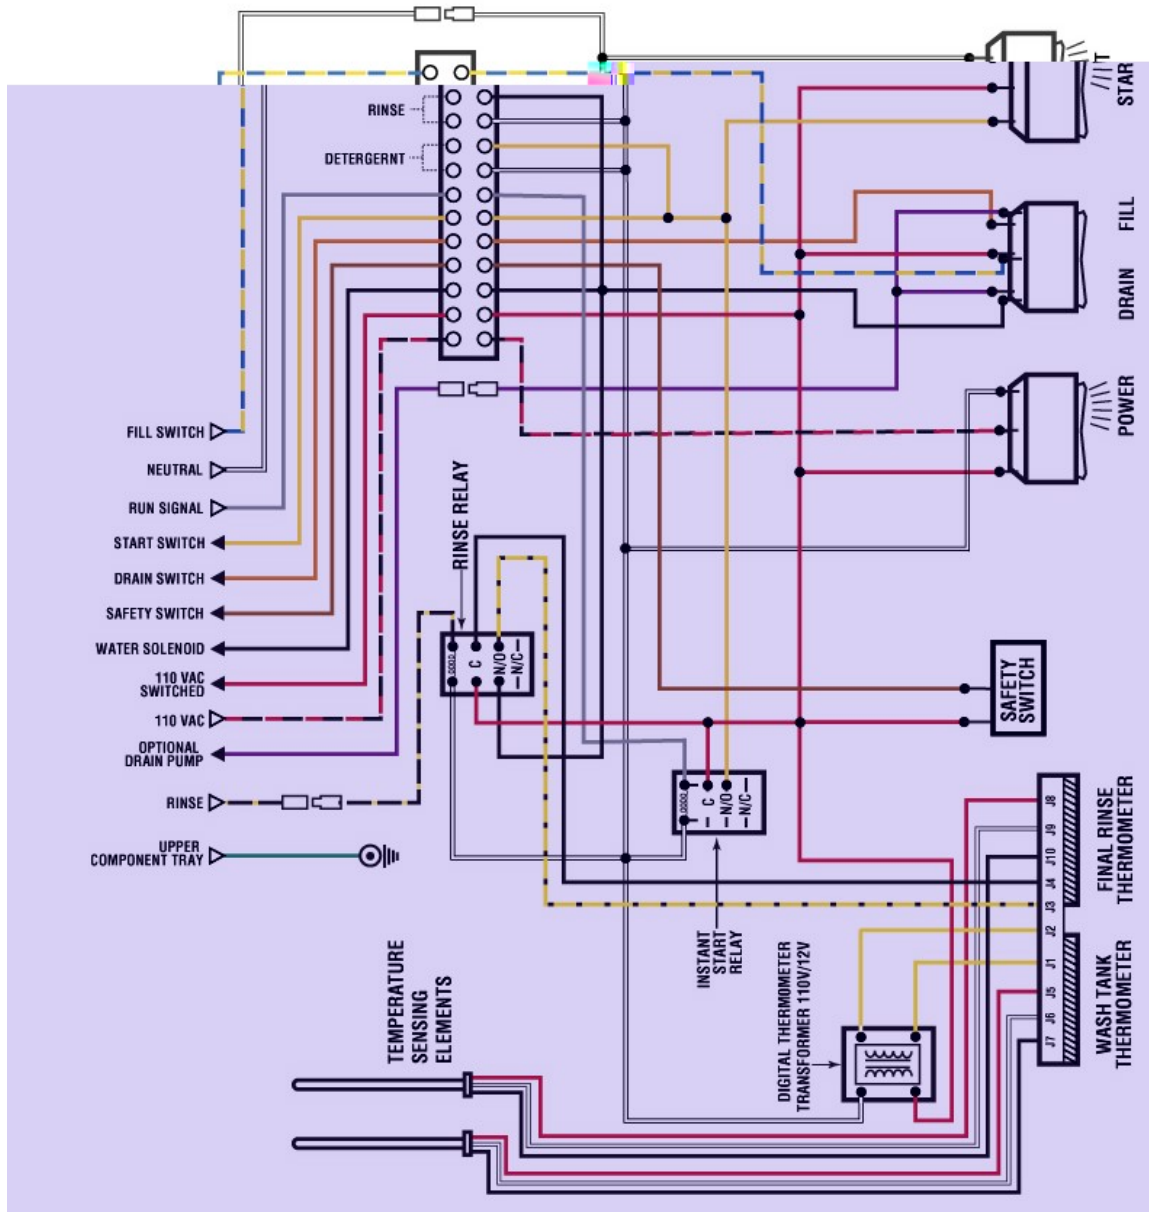 RINSE
DETERGERNT
START
FILL
DRAIN
POWER
FILL SWITCH
NEUTRAL
RUN SIGNAL
START SWITCH
DRAIN SWITCH
SAFETY SWITCH
WATER SOLENOID
110 VAC
SWITCHED
110 VAC
OPTIONAL
DRAIN PUMP
RINSE
UPPER
COMPONENT TRAY
RINSE RELAY
C
N/O
N/C
SAFETY
SWITCH
C
N/O
N/C
INSTANT
START
RELAY
J8
J9
J10
J4
J3
J2
J1
J5
J6
J7
FINAL RINSE
THERMOMETER
WASH TANK
THERMOMETER
DIGITAL THERMOMETER
TRANSFORMER 110V/12V
TEMPERATURE
SENSING
ELEMENTS